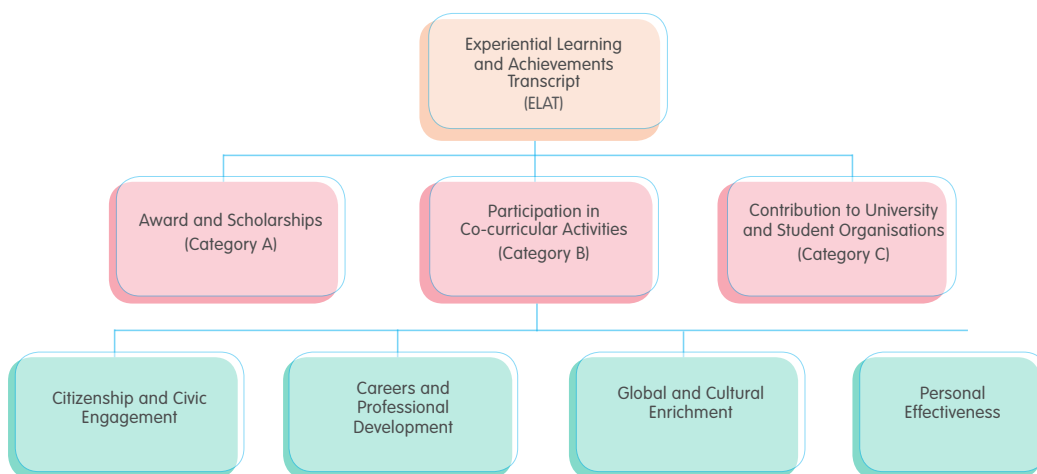 Experiential Learning
and Achievements
Transcript
(ELAT)
Award and Scholarships
(Category A)
Participation in
Co-curricular Activities
(Category B)
Contribution to University
and Student Organisations
(Category C)
Citizenship and Civic
Engagement
Careers and
Professional
Development
Global and Cultural
Enrichment
Personal
Effectiveness